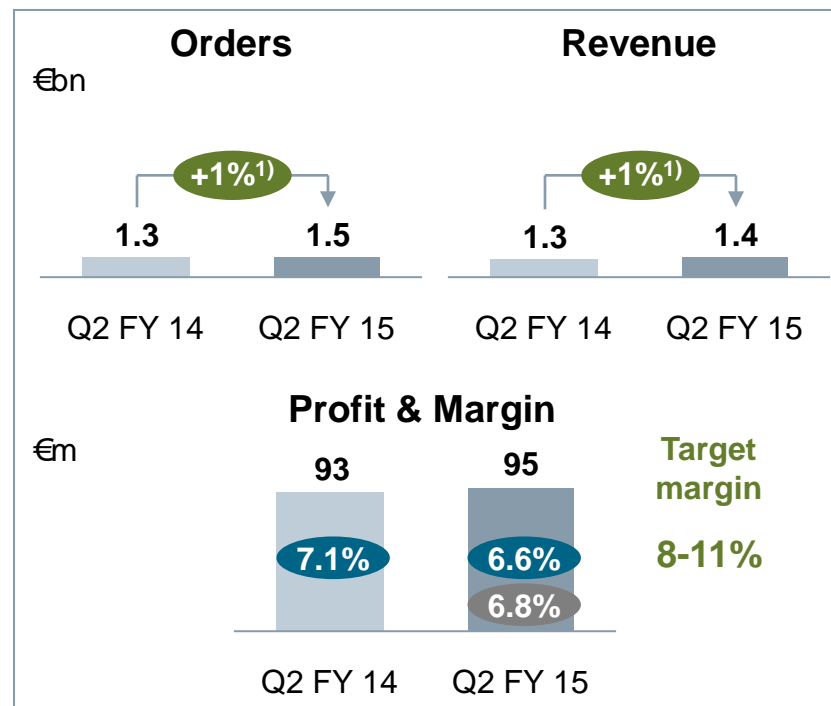 Orders
Revenue
€bn
+1%1)
+1%1)
1.3
1.5
1.3
1.4
Q2 FY 14
Q2 FY 15
Q2 FY 14
Q2 FY 15
Profit & Margin
€m
93
95
Target
margin
7.1%
6.6%
8-11%
6.8%
Q2 FY 14
Q2 FY 15